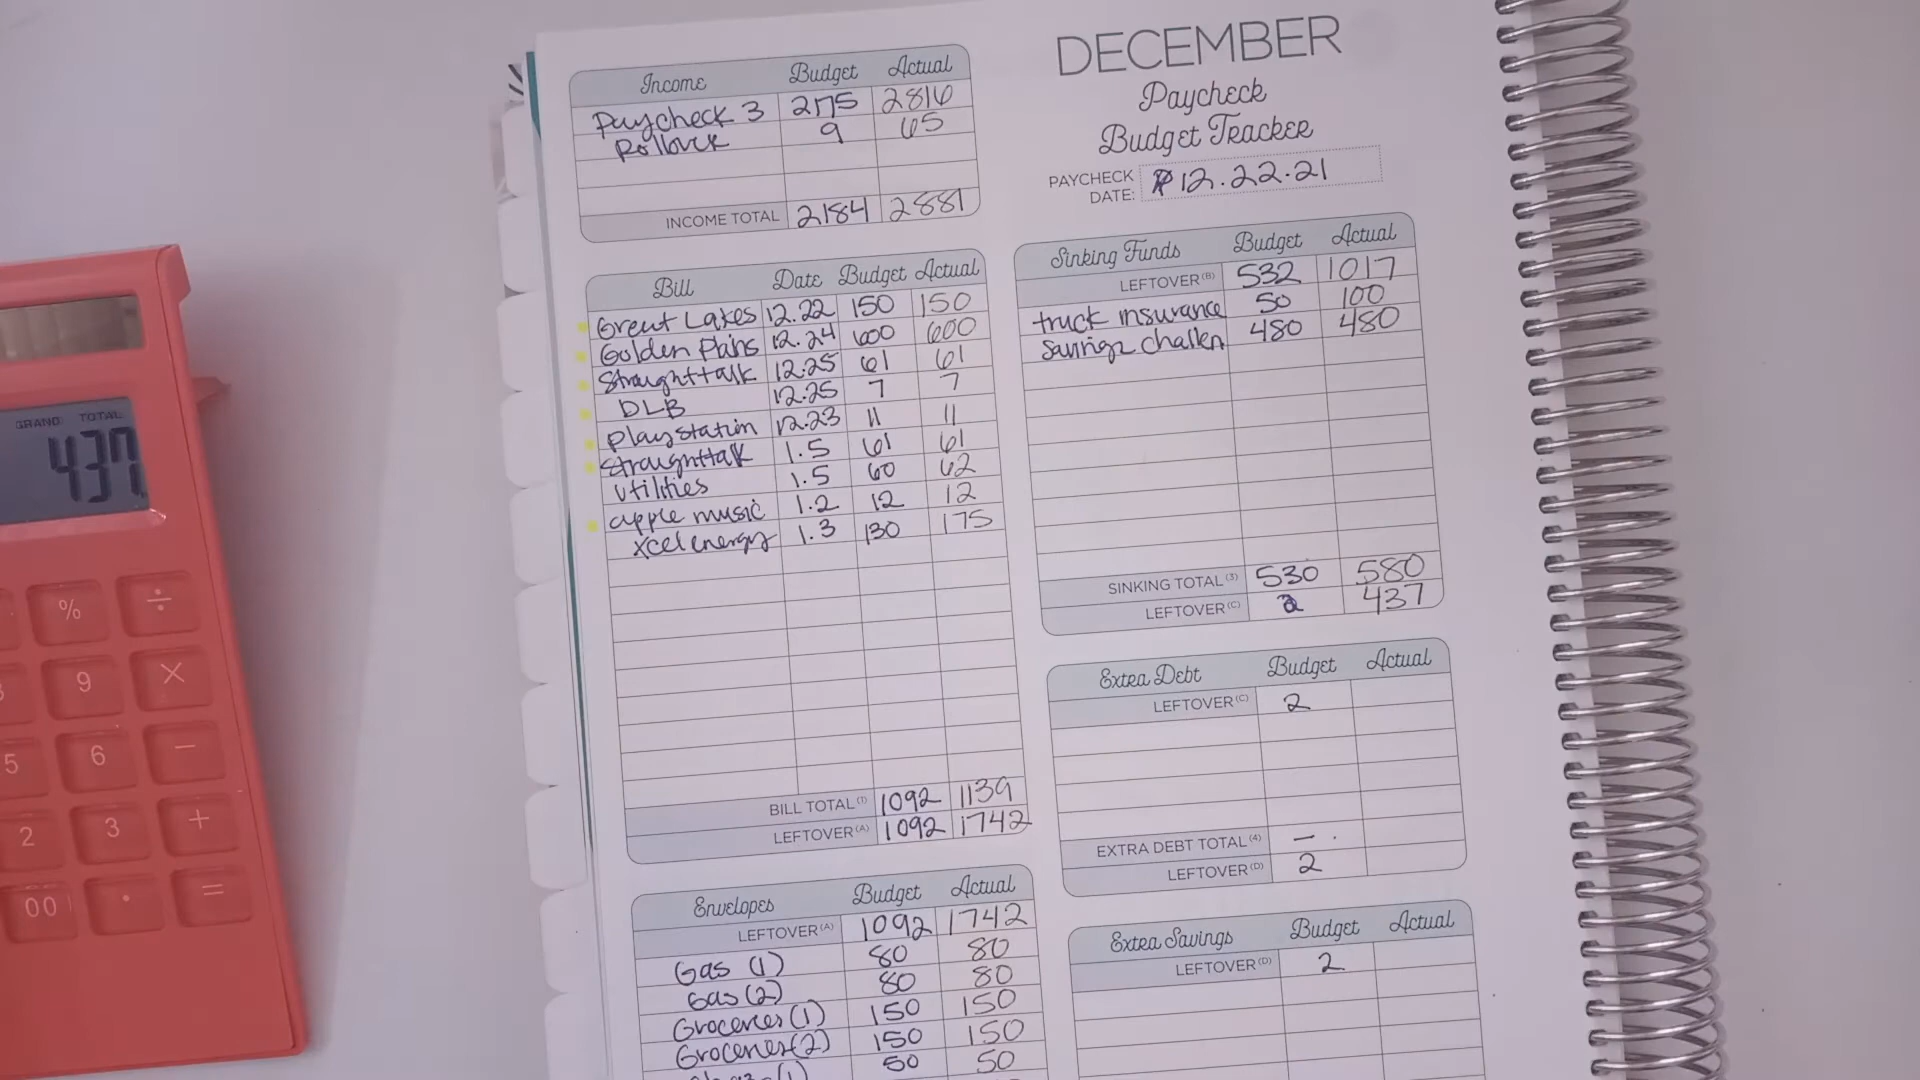 DECEMBER
Paycheck
Budget Tracker
PAYCHECK DATE: 12.22.21
Income Budget Actual
Paycheck 3 2175 2816
Rollover 9 65
INCOME TOTAL 2184 2881
Bill Date Budget Actual
Great Lakes 12.22 150 150
Golden Plains 12.24 600 600
Straighttalk 12.25 61 61
DLB 12.25 7 7
playstation 12.23 11 11
Straighttalk 1.5 61 61
Utilities 1.5 60 62
apple music 1.2 12 12
xcel energy 1.3 130 175
BILL TOTAL (1) 1092 1139
LEFTOVER (A) 1092 1742
Envelopes Budget Actual
LEFTOVER (A) 1092 1742
Gas (1) 80 80
Gas (2) 80 80
Groceries (1) 150 150
Groceries (2) 150 150
50 50
Sinking Funds Budget Actual
LEFTOVER (B) 532 1017
truck insurance 50 100
Savings challen 480 480
SINKING TOTAL (3) 530 580
LEFTOVER (C) 2 437
Extra Debt Budget Actual
LEFTOVER (C) 2
EXTRA DEBT TOTAL (4) —
LEFTOVER (D) 2
Extra Savings Budget Actual
LEFTOVER (D) 2
GRAND TOTAL
437.
% ÷
9 ×
5 6 −
2 3 +
00 . =